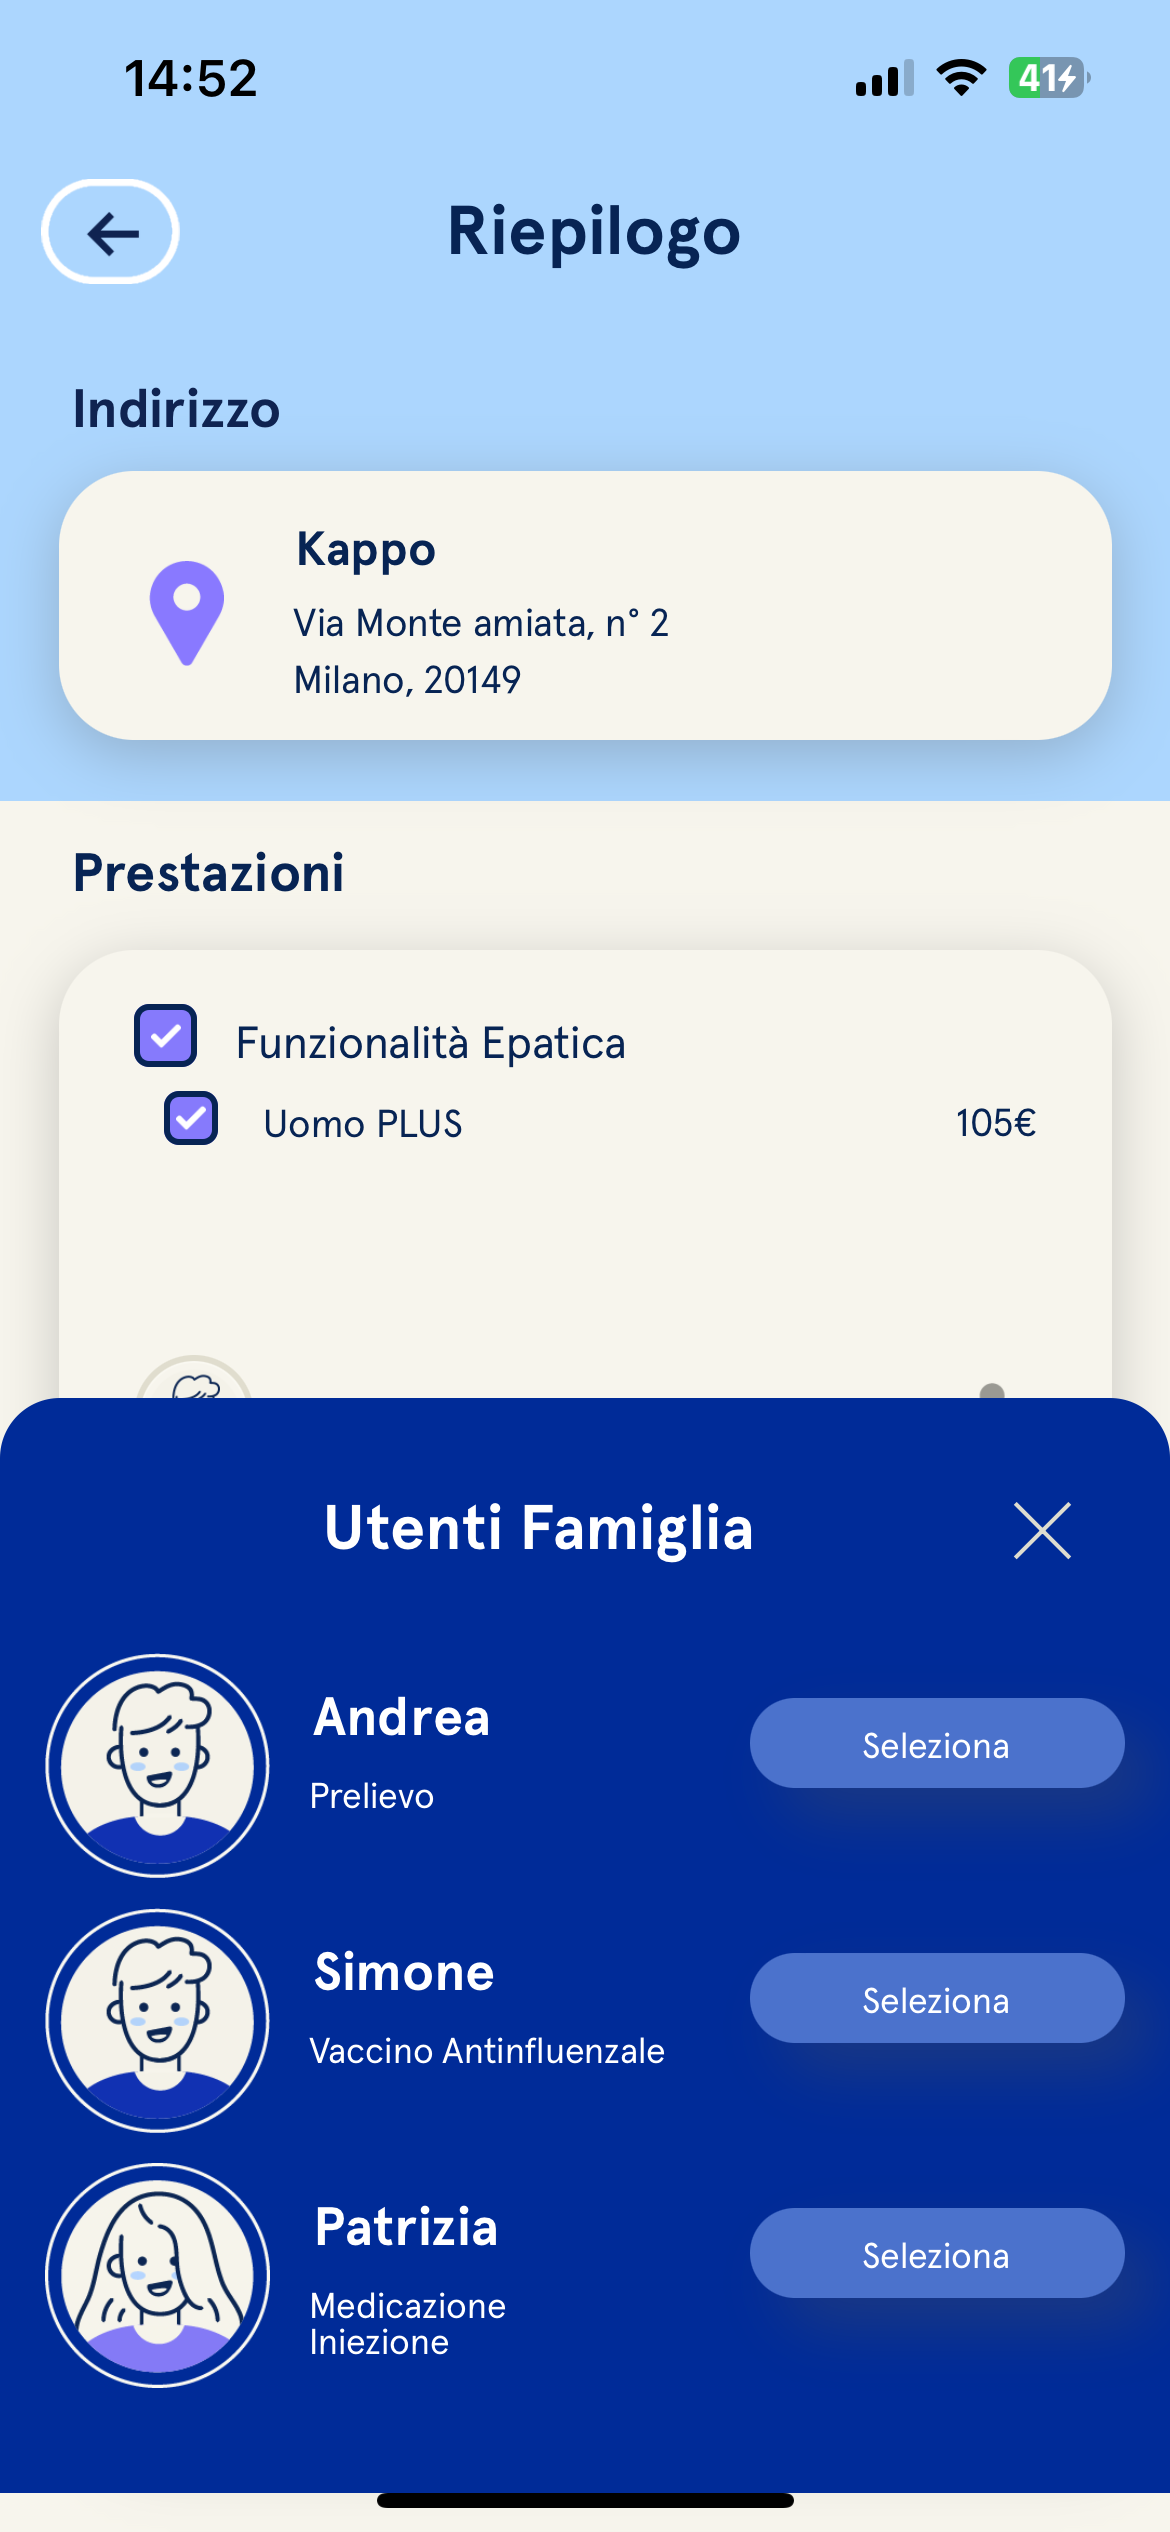 14:52
41
Riepilogo
Indirizzo
Kappo
Via Monte amiata, n° 2
Milano, 20149
Prestazioni
Funzionalità Epatica
Uomo PLUS 105€
Utenti Famiglia
Andrea
Seleziona
Prelievo
Simone
Seleziona
Vaccino Antinfluenzale
Patrizia
Seleziona
Medicazione
Iniezione